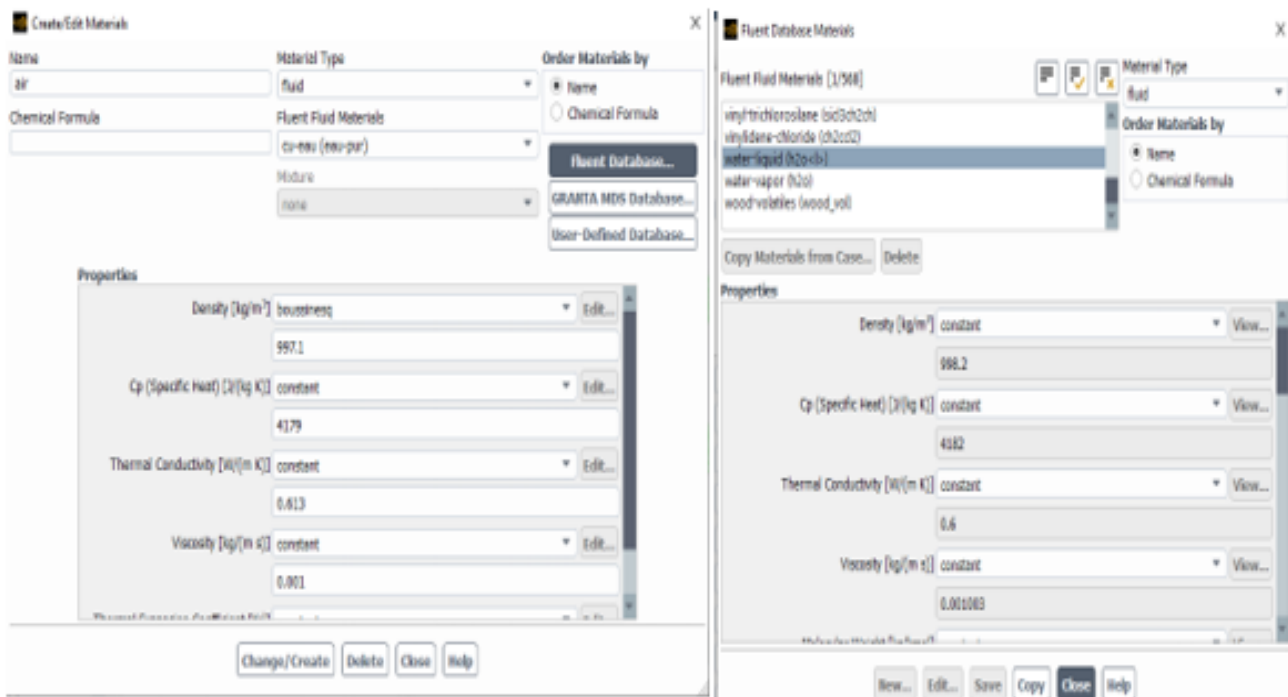 Create/Edit Materials
Name
air
Material Type
fluid
Order Materials by
Name
Chemical Formula
Chemical Formula
Fluent Fluid Materials
cu-eau (eau-pur)
Mixture
none
Fluent Database...
GRANTA MDS Database...
User-Defined Database...
Properties
Density [kg/m³] boussinesq Edit...
997.1
Cp (Specific Heat) [J/(kg K)] constant Edit...
4179
Thermal Conductivity [W/(m K)] constant Edit...
0.613
Viscosity [kg/(m s)] constant Edit...
0.001
Change/Create Delete Close Help
Fluent Database Materials
Fluent Fluid Materials [1/568]
vinyl-trichlorosilane (sicl3ch2ch)
vinylidene-chloride (ch2ccl2)
water-liquid (h2o<l>)
water-vapor (h2o)
wood-volatiles (wood_vol)
Material Type
fluid
Order Materials by
Name
Chemical Formula
Copy Materials from Case... Delete
Properties
Density [kg/m³] constant View...
998.2
Cp (Specific Heat) [J/(kg K)] constant View...
4182
Thermal Conductivity [W/(m K)] constant View...
0.6
Viscosity [kg/(m s)] constant View...
0.001003
New... Edit... Save Copy Close Help